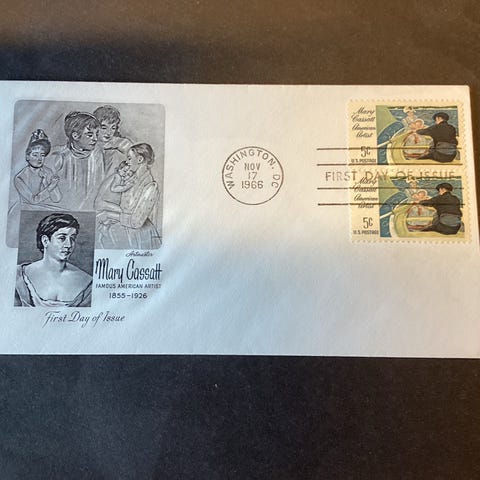 Artmaster
Mary Cassatt
FAMOUS AMERICAN ARTIST
1855–1926
First Day of Issue
WASHINGTON, DC
NOV
17
1966
FIRST DAY OF ISSUE
Mary
Cassatt
American
Artist
5c
U.S. POSTAGE
Mary
Cassatt
American
Artist
5c
U.S. POSTAGE